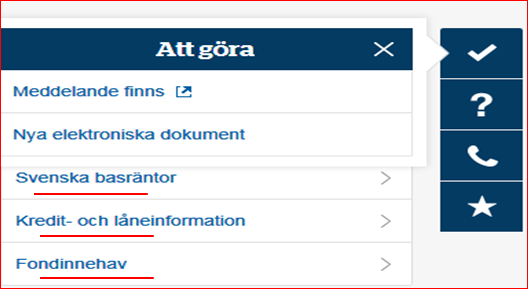 Att göra
Meddelande finns
Nya elektroniska dokument
Svenska basräntor
Kredit- och låneinformation
Fondinnehav
?